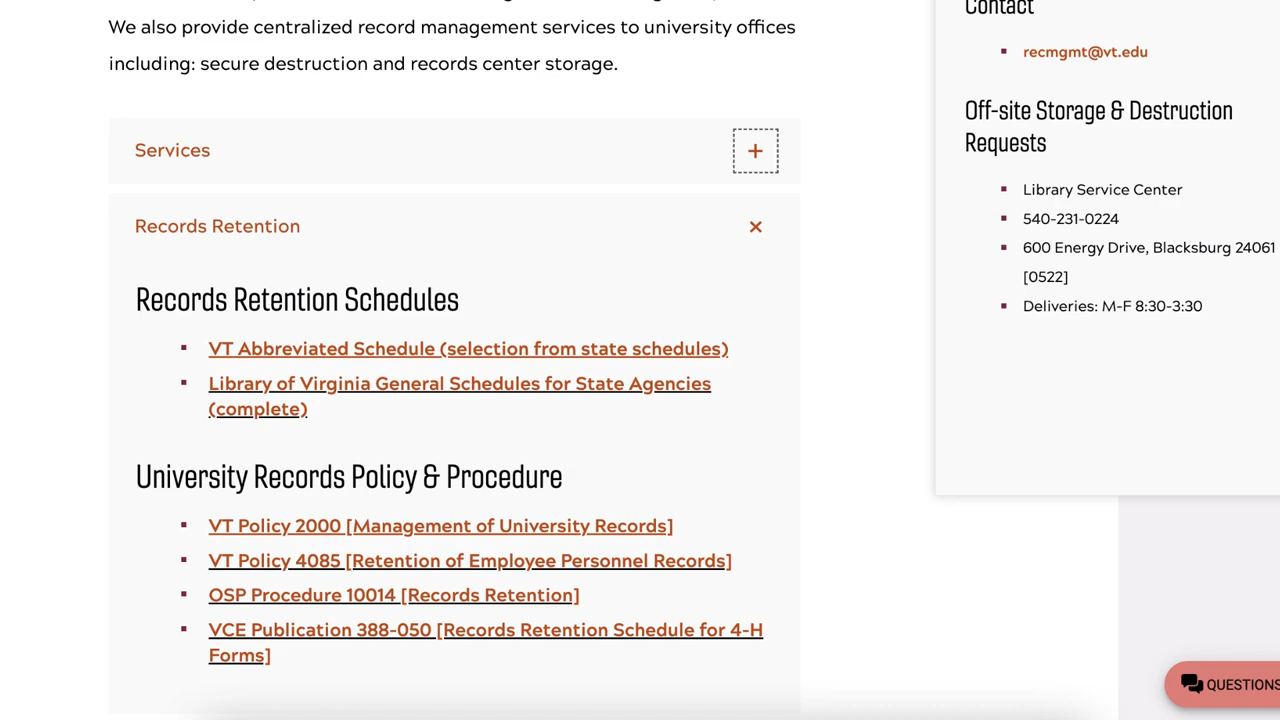 We also provide centralized record management services to university offices
including: secure destruction and records center storage.
Services
Records Retention
Records Retention Schedules
VT Abbreviated Schedule (selection from state schedules)
Library of Virginia General Schedules for State Agencies
(complete)
University Records Policy & Procedure
VT Policy 2000 [Management of University Records]
VT Policy 4085 [Retention of Employee Personnel Records]
OSP Procedure 10014 [Records Retention]
VCE Publication 388-050 [Records Retention Schedule for 4-H
Forms]
Contact
recmgmt@vt.edu
Off-site Storage & Destruction
Requests
Library Service Center
540-231-0224
600 Energy Drive, Blacksburg 24061
[0522]
Deliveries: M-F 8:30-3:30
QUESTIONS